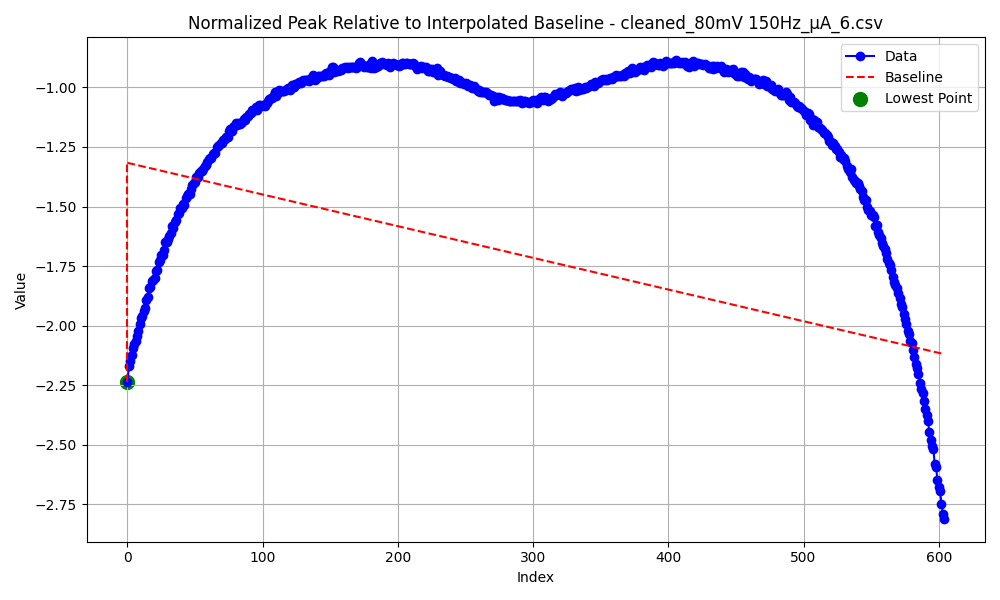 Normalized Peak Relative to Interpolated Baseline - cleaned_80mV 150Hz_μA_6.csv
Data
Baseline
Lowest Point
Value
−1.00
−1.25
−1.50
−1.75
−2.00
−2.25
−2.50
−2.75
0 100 200 300 400 500 600
Index